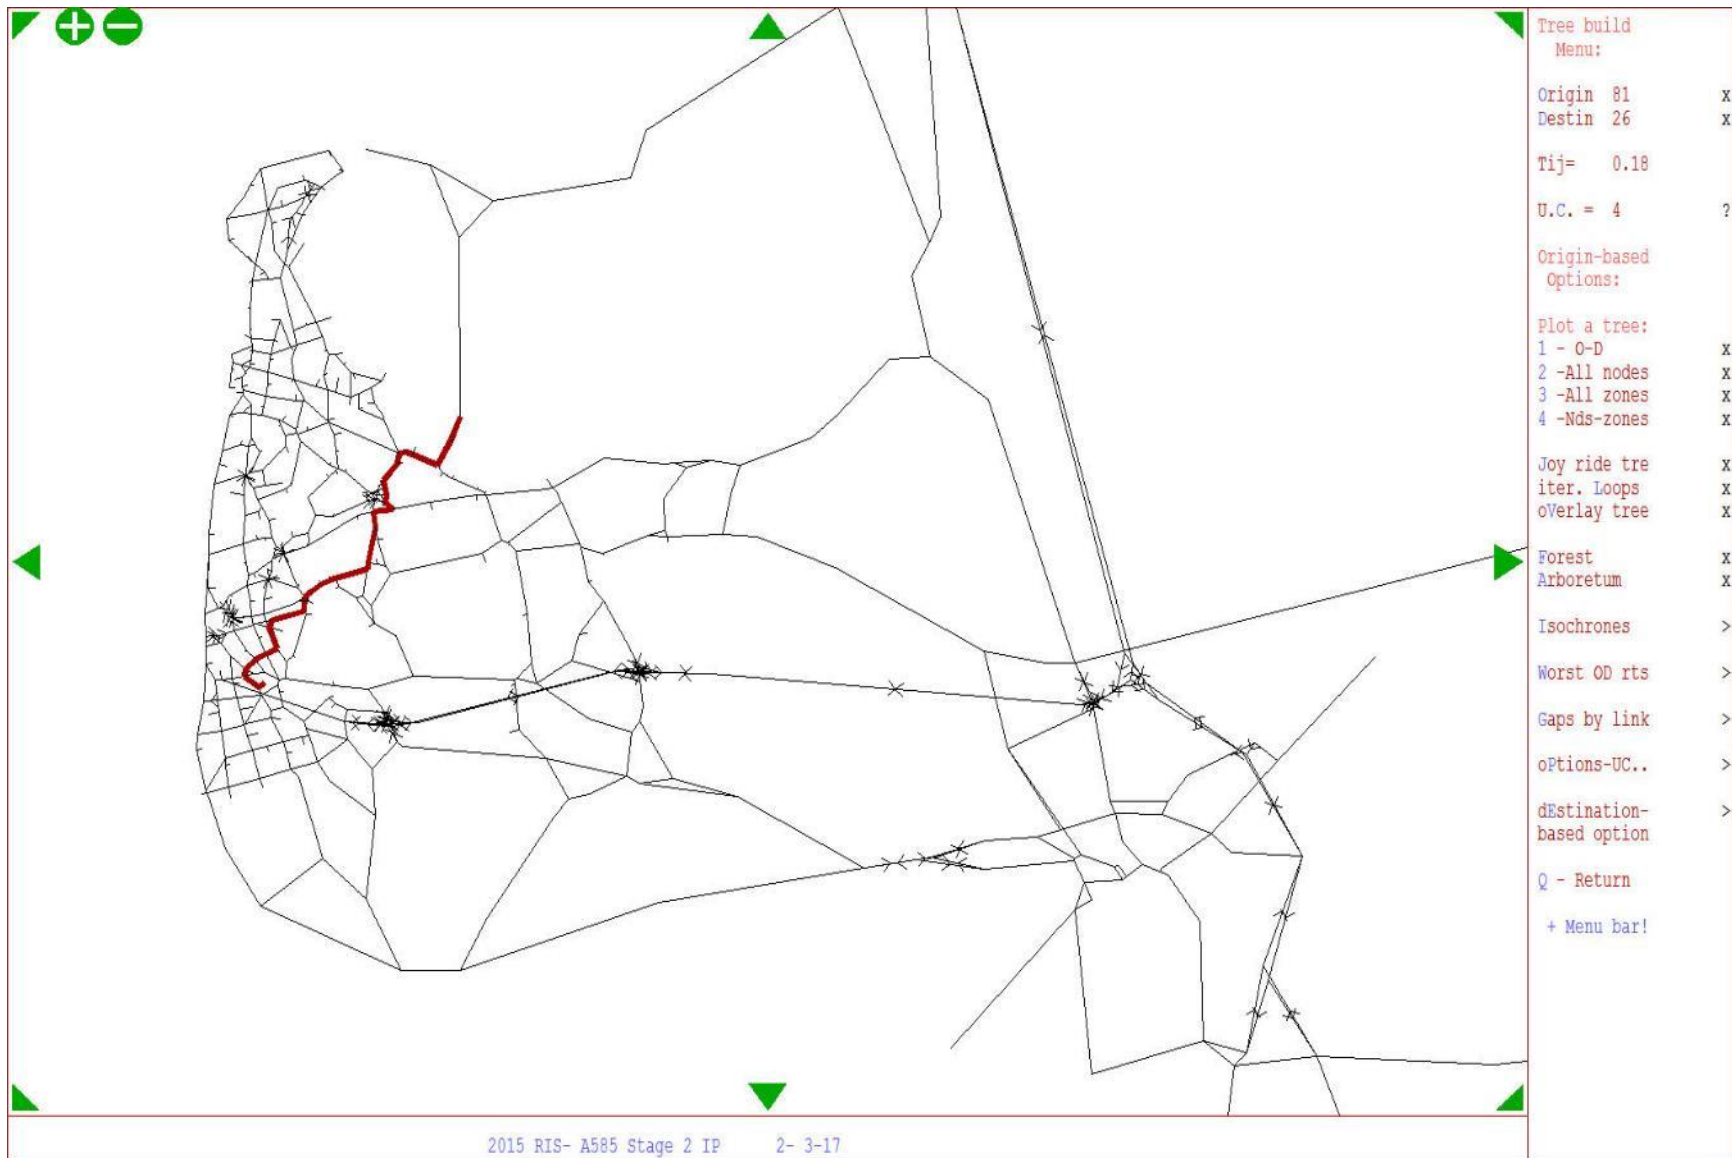 Tree build
Menu:
Origin 81 x
Destin 26 x
Tij= 0.18
U.C. = 4 ?
Origin-based
Options:
Plot a tree:
1 - O-D x
2 -All nodes x
3 -All zones x
4 -Nds-zones x
Joy ride tre x
iter. Loops x
oVerlay tree x
Forest x
Arboretum x
Isochrones >
Worst OD rts >
Gaps by link >
oPtions-UC.. >
dEstination- >
based option
Q - Return
+ Menu bar!
2015 RIS- A585 Stage 2 IP 2- 3-17